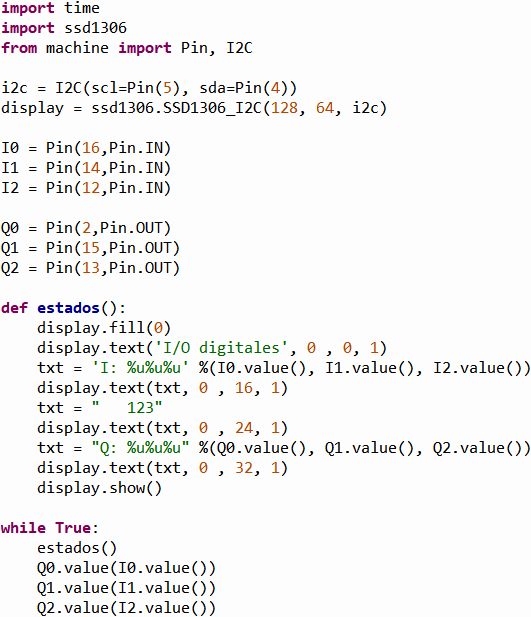 import time
import ssd1306
from machine import Pin, I2C

i2c = I2C(scl=Pin(5), sda=Pin(4))
display = ssd1306.SSD1306_I2C(128, 64, i2c)

I0 = Pin(16,Pin.IN)
I1 = Pin(14,Pin.IN)
I2 = Pin(12,Pin.IN)

Q0 = Pin(2,Pin.OUT)
Q1 = Pin(15,Pin.OUT)
Q2 = Pin(13,Pin.OUT)

def estados():
    display.fill(0)
    display.text('I/O digitales', 0 , 0, 1)
    txt = 'I: %u%u%u' %(I0.value(), I1.value(), I2.value())
    display.text(txt, 0 , 16, 1)
    txt = "   123"
    display.text(txt, 0 , 24, 1)
    txt = "Q: %u%u%u" %(Q0.value(), Q1.value(), Q2.value())
    display.text(txt, 0 , 32, 1)
    display.show()

while True:
    estados()
    Q0.value(I0.value())
    Q1.value(I1.value())
    Q2.value(I2.value())